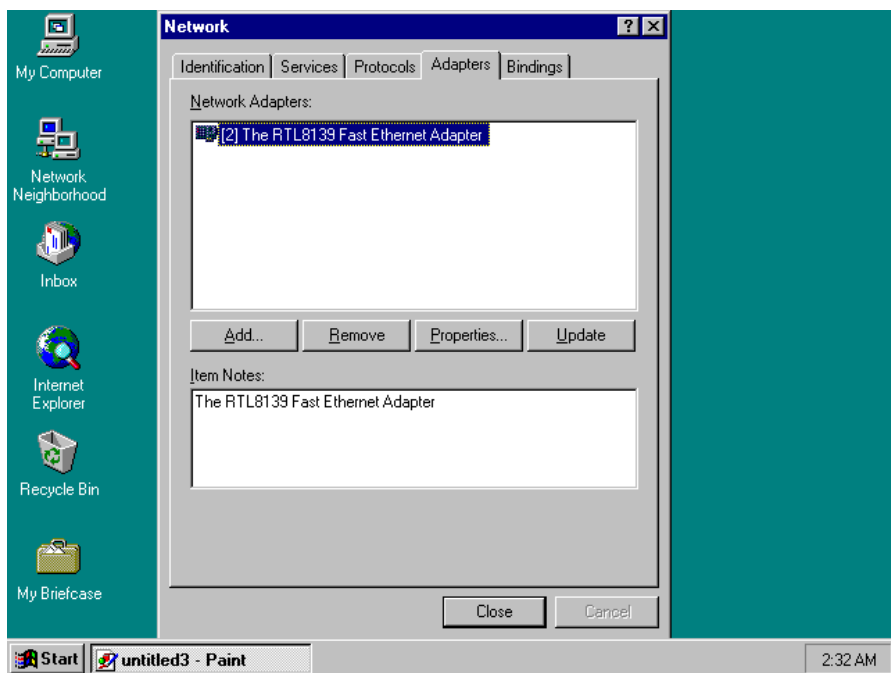 My Computer
Network
Neighborhood
Inbox
Internet
Explorer
Recycle Bin
My Briefcase
Network
Identification Services Protocols Adapters Bindings
Network Adapters:
[2] The RTL8139 Fast Ethernet Adapter
Add... Remove Properties... Update
Item Notes:
The RTL8139 Fast Ethernet Adapter
Close Cancel
Start untitled3 - Paint 2:32 AM